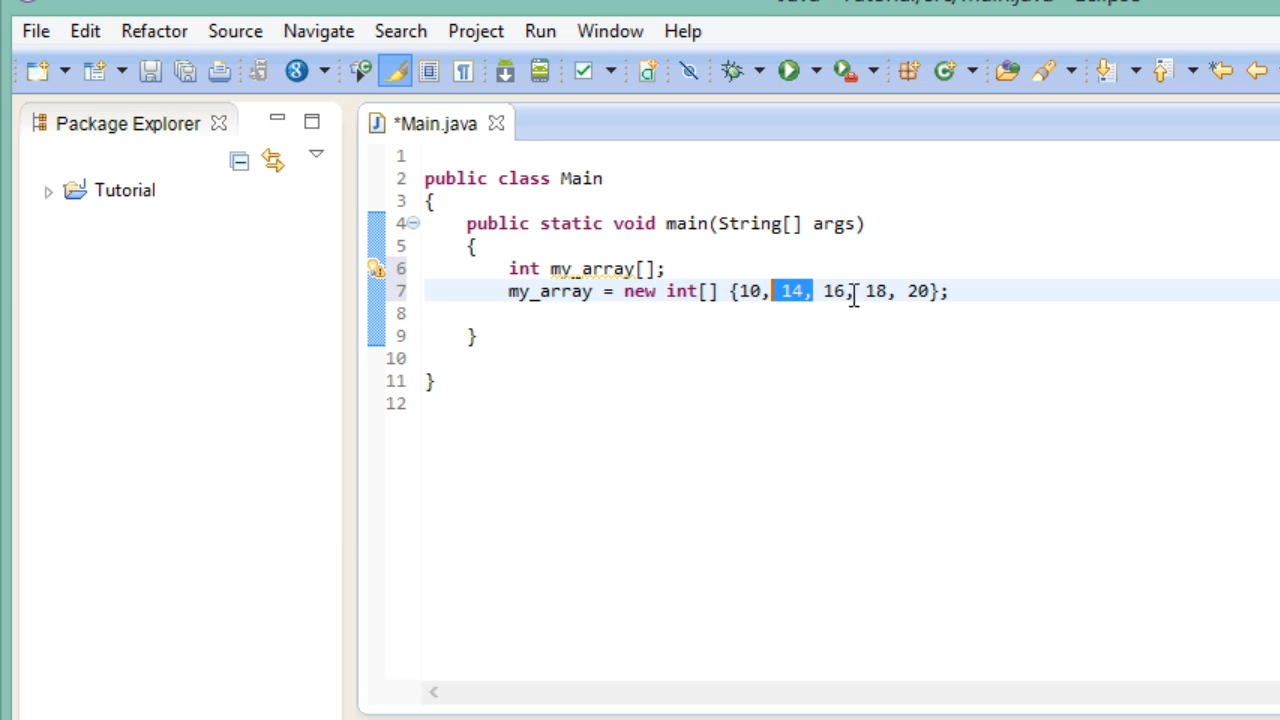 File Edit Refactor Source Navigate Search Project Run Window Help
Package Explorer
Tutorial
*Main.java
1
2 public class Main
3 {
4 public static void main(String[] args)
5 {
6 int my_array[];
7 my_array = new int[] {10, 14, 16, 18, 20};
8
9 }
10
11 }
12